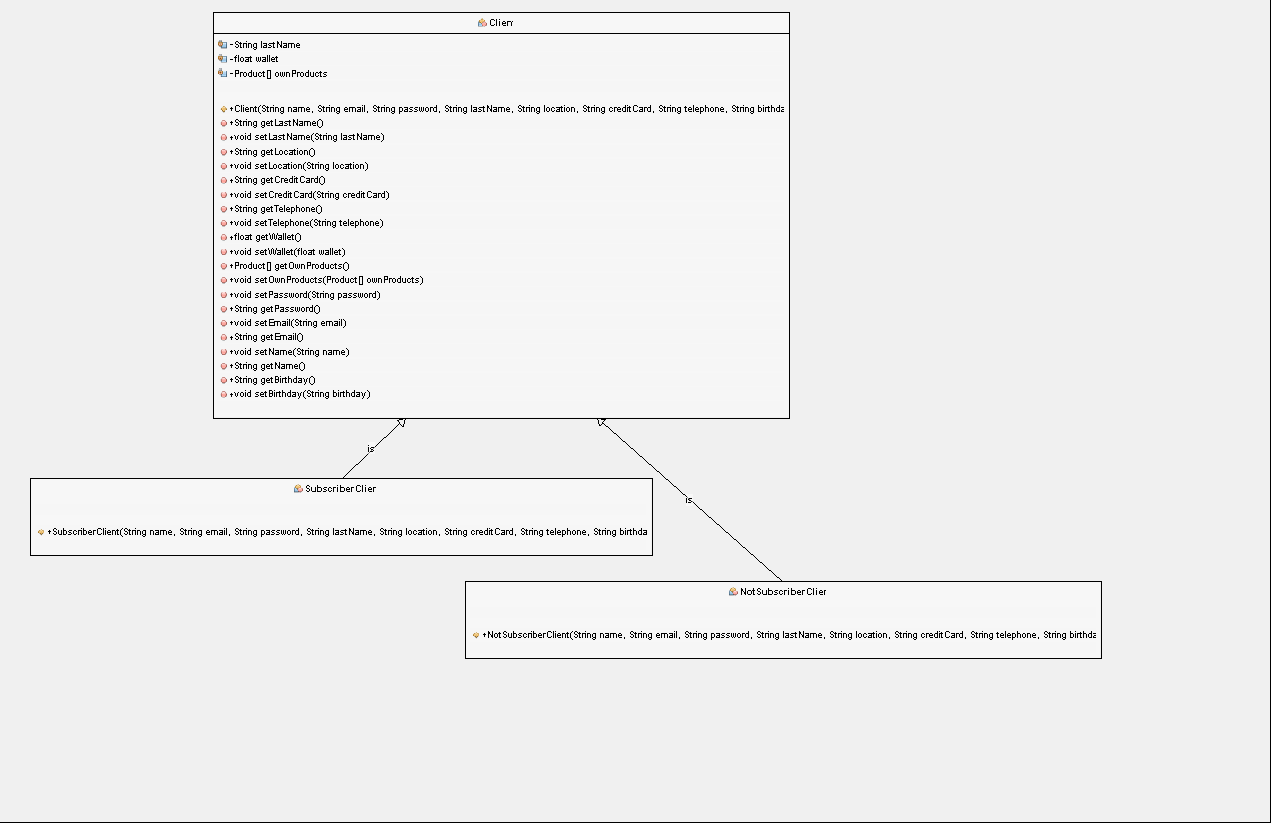 Client
-String lastName
-float wallet
-Product[] ownProducts
+Client(String name, String email, String password, String lastName, String location, String creditCard, String telephone, String birthda
+String getLastName()
+void setLastName(String lastName)
+String getLocation()
+void setLocation(String location)
+String getCreditCard()
+void setCreditCard(String creditCard)
+String getTelephone()
+void setTelephone(String telephone)
+float getWallet()
+void setWallet(float wallet)
+Product[] getOwnProducts()
+void setOwnProducts(Product[] ownProducts)
+void setPassword(String password)
+String getPassword()
+void setEmail(String email)
+String getEmail()
+void setName(String name)
+String getName()
+String getBirthday()
+void setBirthday(String birthday)
is
SubscriberClien
is
+SubscriberClient(String name, String email, String password, String lastName, String location, String creditCard, String telephone, String birthda
NotSubscriberClien
+NotSubscriberClient(String name, String email, String password, String lastName, String location, String creditCard, String telephone, String birthda